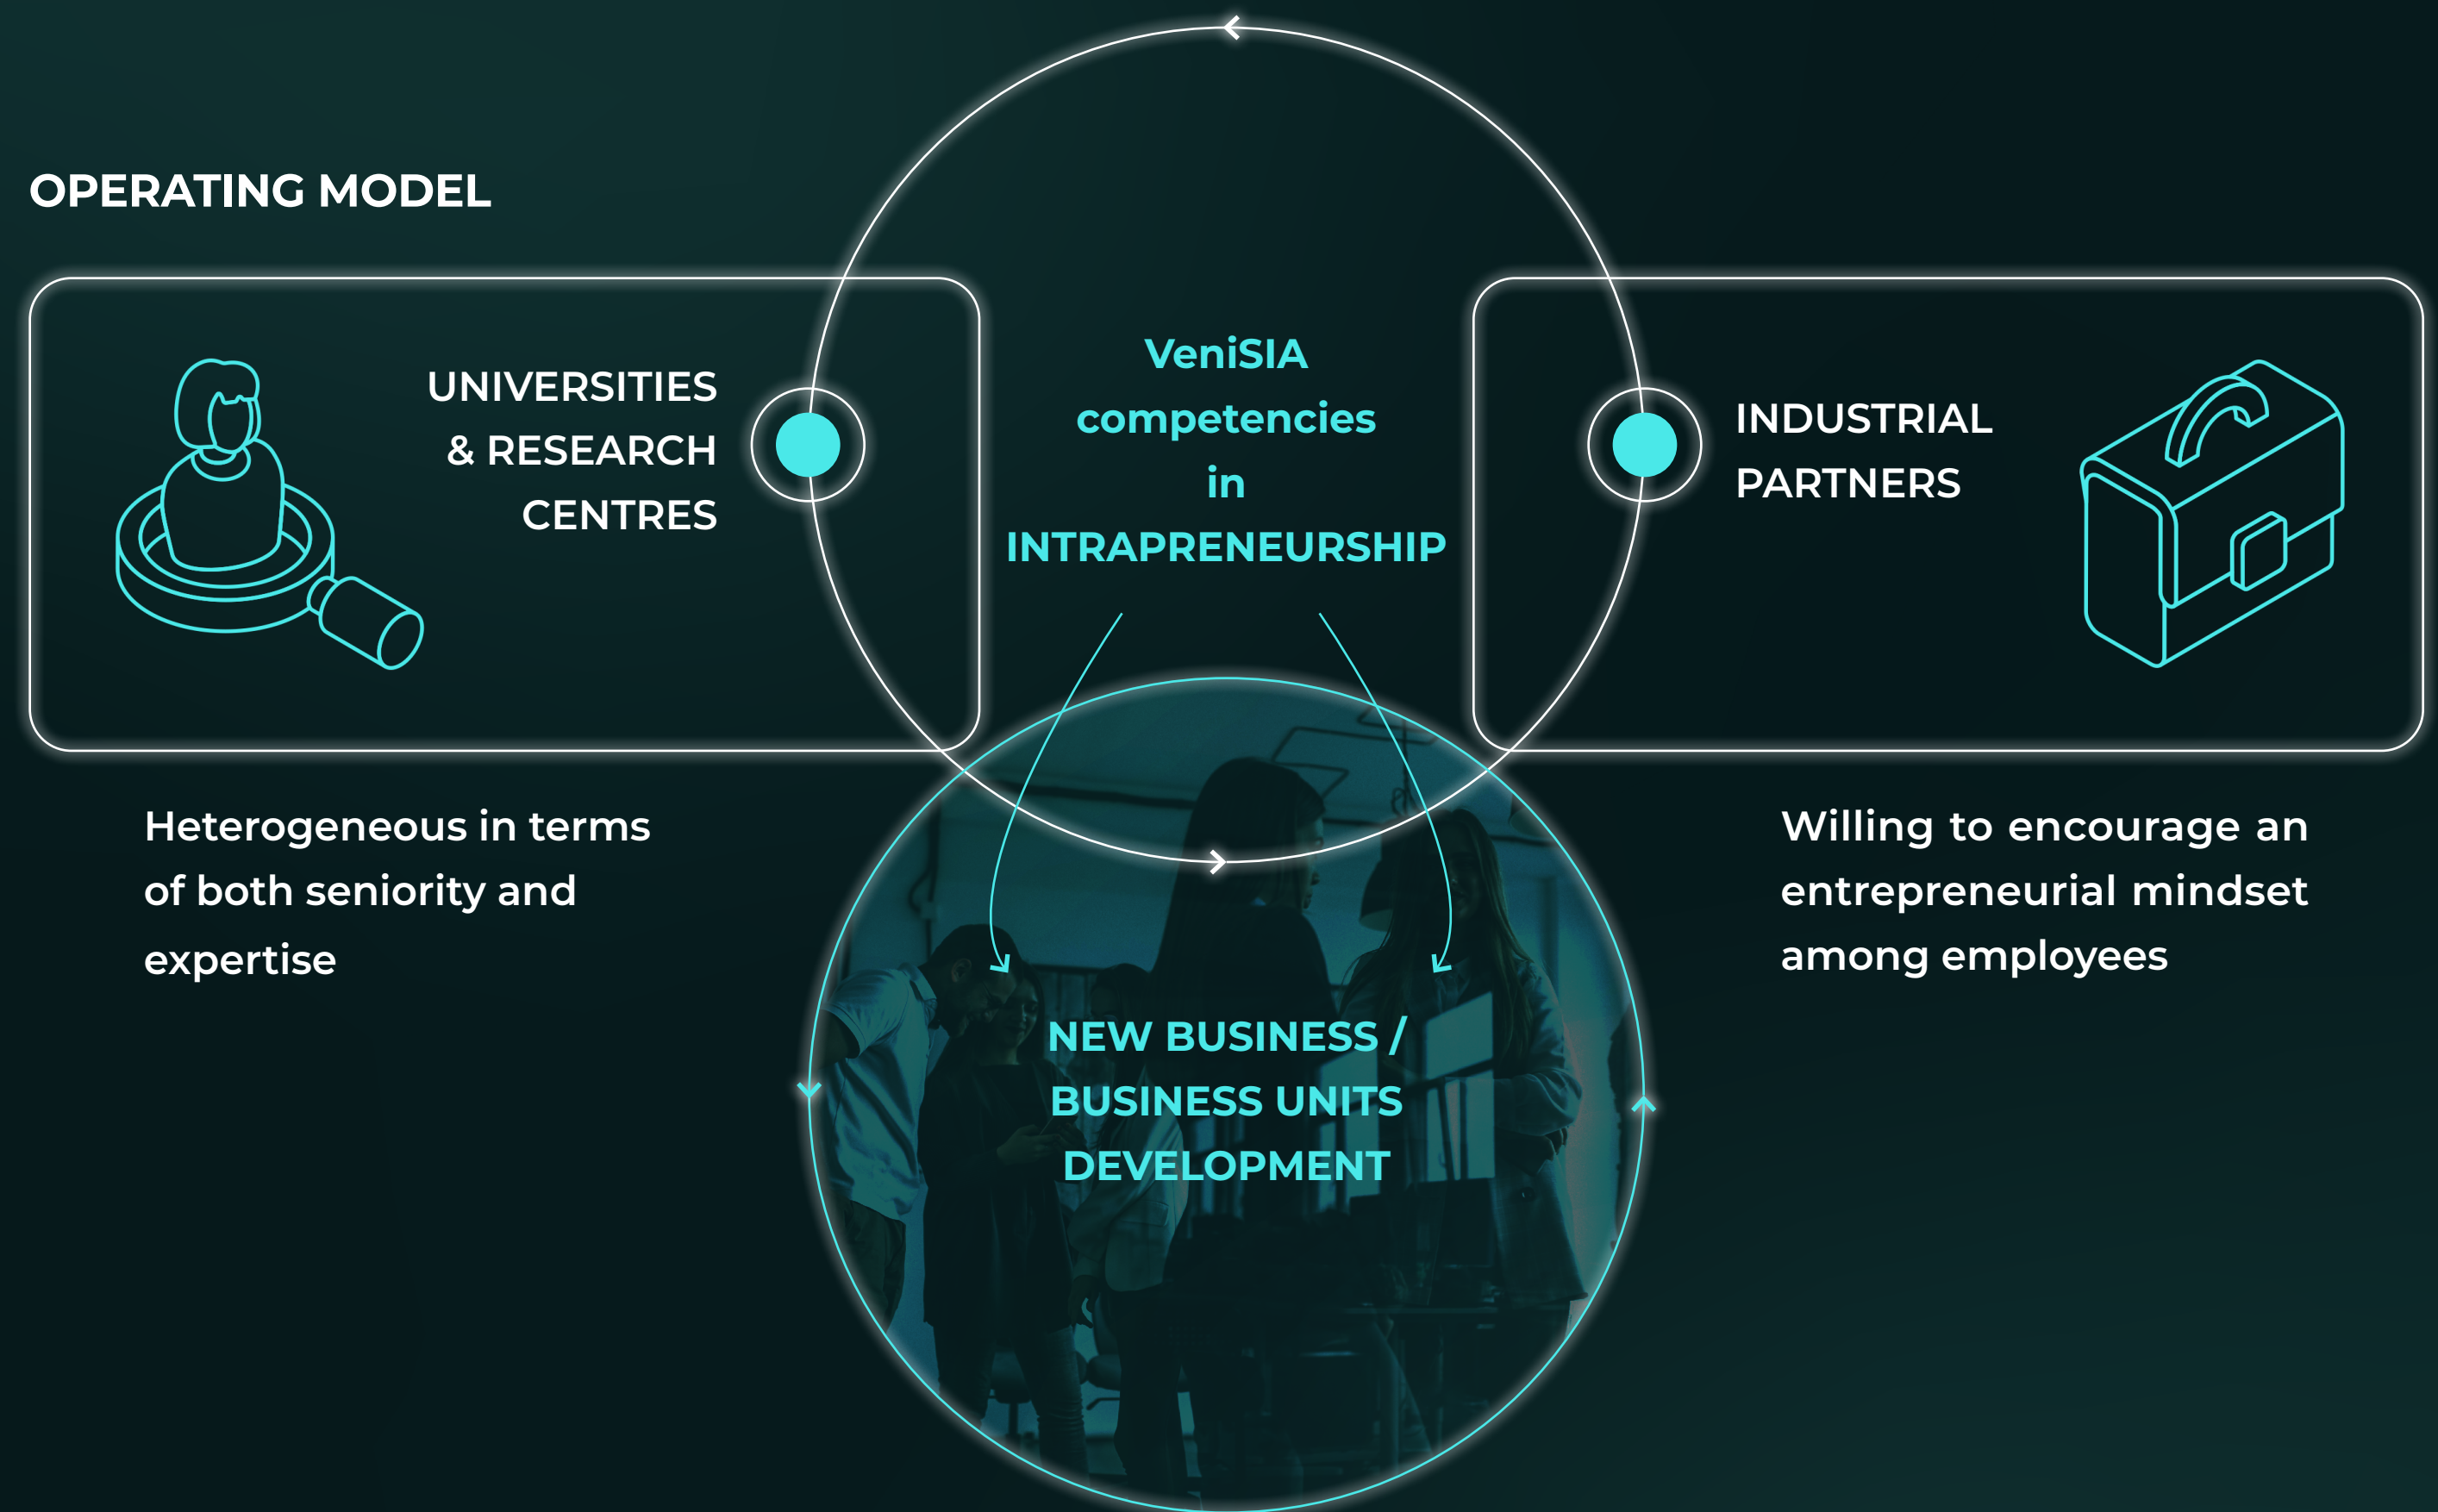 OPERATING MODEL
UNIVERSITIES
& RESEARCH
CENTRES
VeniSIA
competencies
in
INTRAPRENEURSHIP
INDUSTRIAL
PARTNERS
Heterogeneous in terms
of both seniority and
expertise
Willing to encourage an
entrepreneurial mindset
among employees
NEW BUSINESS /
BUSINESS UNITS
DEVELOPMENT